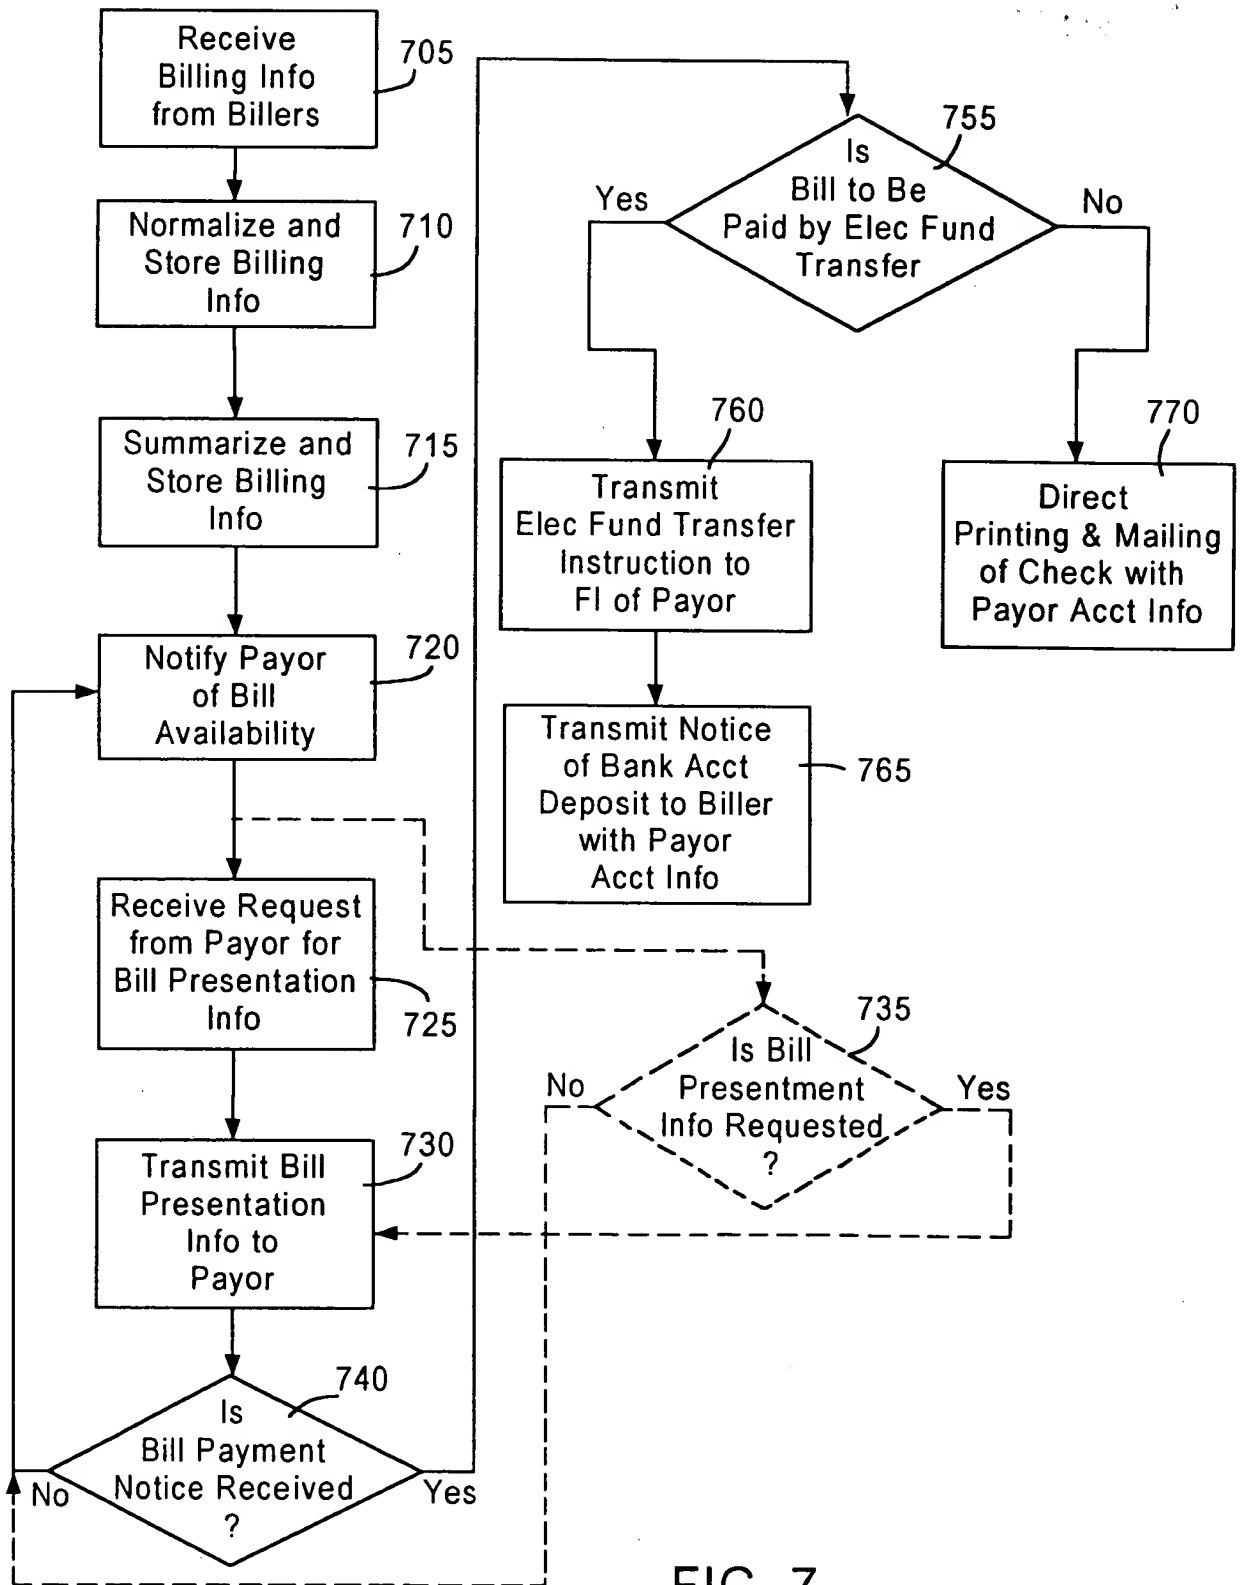 Receive
Billing Info
from Billers
705
Normalize and
Store Billing
Info
710
Summarize and
Store Billing
Info
715
Notify Payor
of Bill
Availability
720
Receive Request
from Payor for
Bill Presentation
Info
725
Transmit Bill
Presentation
Info to
Payor
730
Is
Bill Payment
Notice Received
?
740
No
Yes
Is
Bill to Be
Paid by Elec Fund
Transfer
755
Yes
No
Transmit
Elec Fund Transfer
Instruction to
FI of Payor
760
Transmit Notice
of Bank Acct
Deposit to Biller
with Payor
Acct Info
765
Direct
Printing & Mailing
of Check with
Payor Acct Info
770
Is Bill
Presentment
Info Requested
?
735
No
Yes
FIG. 7